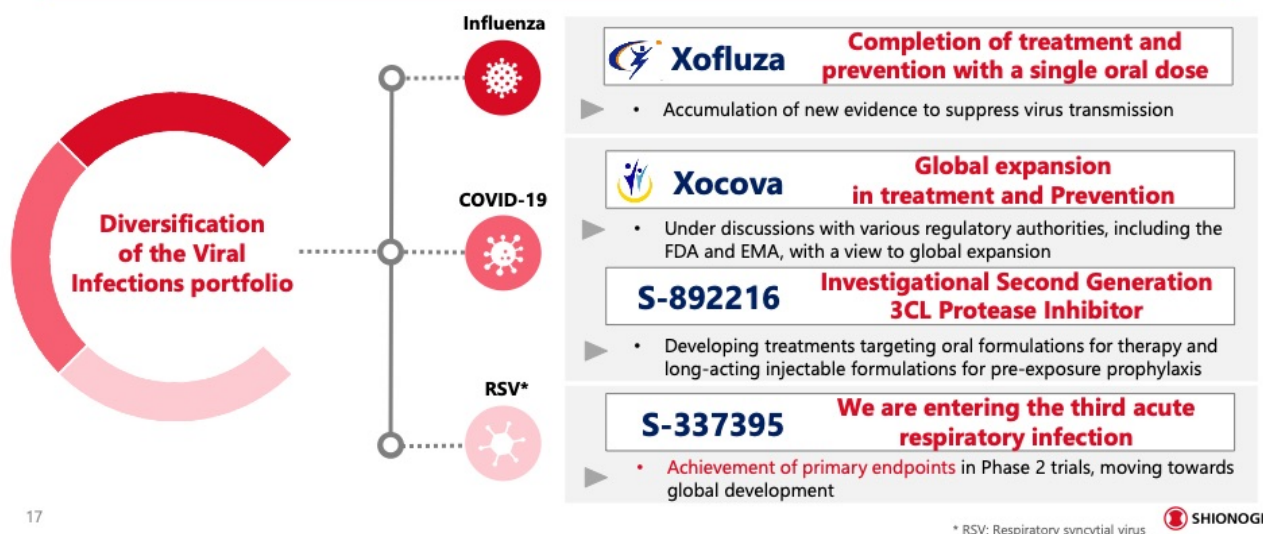 Influenza
Xofluza
Completion of treatment and
prevention with a single oral dose
• Accumulation of new evidence to suppress virus transmission
Diversification
of the Viral
Infections portfolio
COVID-19
Xocova
Global expansion
in treatment and Prevention
• Under discussions with various regulatory authorities, including the
FDA and EMA, with a view to global expansion
S-892216
Investigational Second Generation
3CL Protease Inhibitor
• Developing treatments targeting oral formulations for therapy and
long-acting injectable formulations for pre-exposure prophylaxis
RSV*
S-337395
We are entering the third acute
respiratory infection
• Achievement of primary endpoints in Phase 2 trials, moving towards
global development
17
* RSV: Respiratory syncytial virus
SHIONOGI